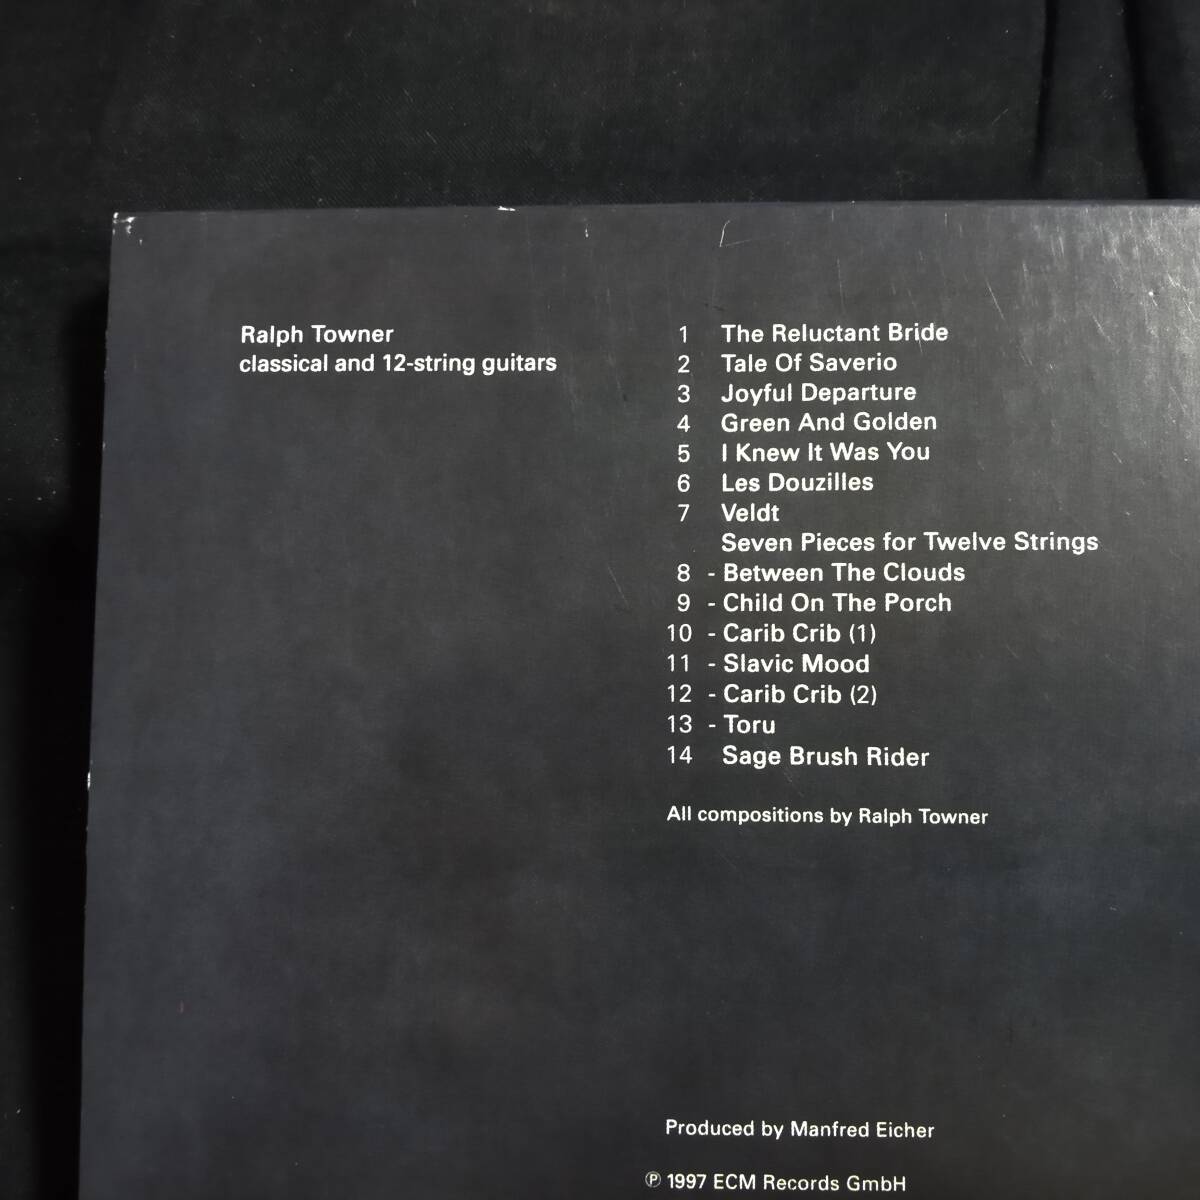 Ralph Towner
classical and 12-string guitars
1 The Reluctant Bride
2 Tale Of Saverio
3 Joyful Departure
4 Green And Golden
5 I Knew It Was You
6 Les Douzilles
7 Veldt
Seven Pieces for Twelve Strings
8 - Between The Clouds
9 - Child On The Porch
10 - Carib Crib (1)
11 - Slavic Mood
12 - Carib Crib (2)
13 - Toru
14 Sage Brush Rider
All compositions by Ralph Towner
Produced by Manfred Eicher
℗ 1997 ECM Records GmbH